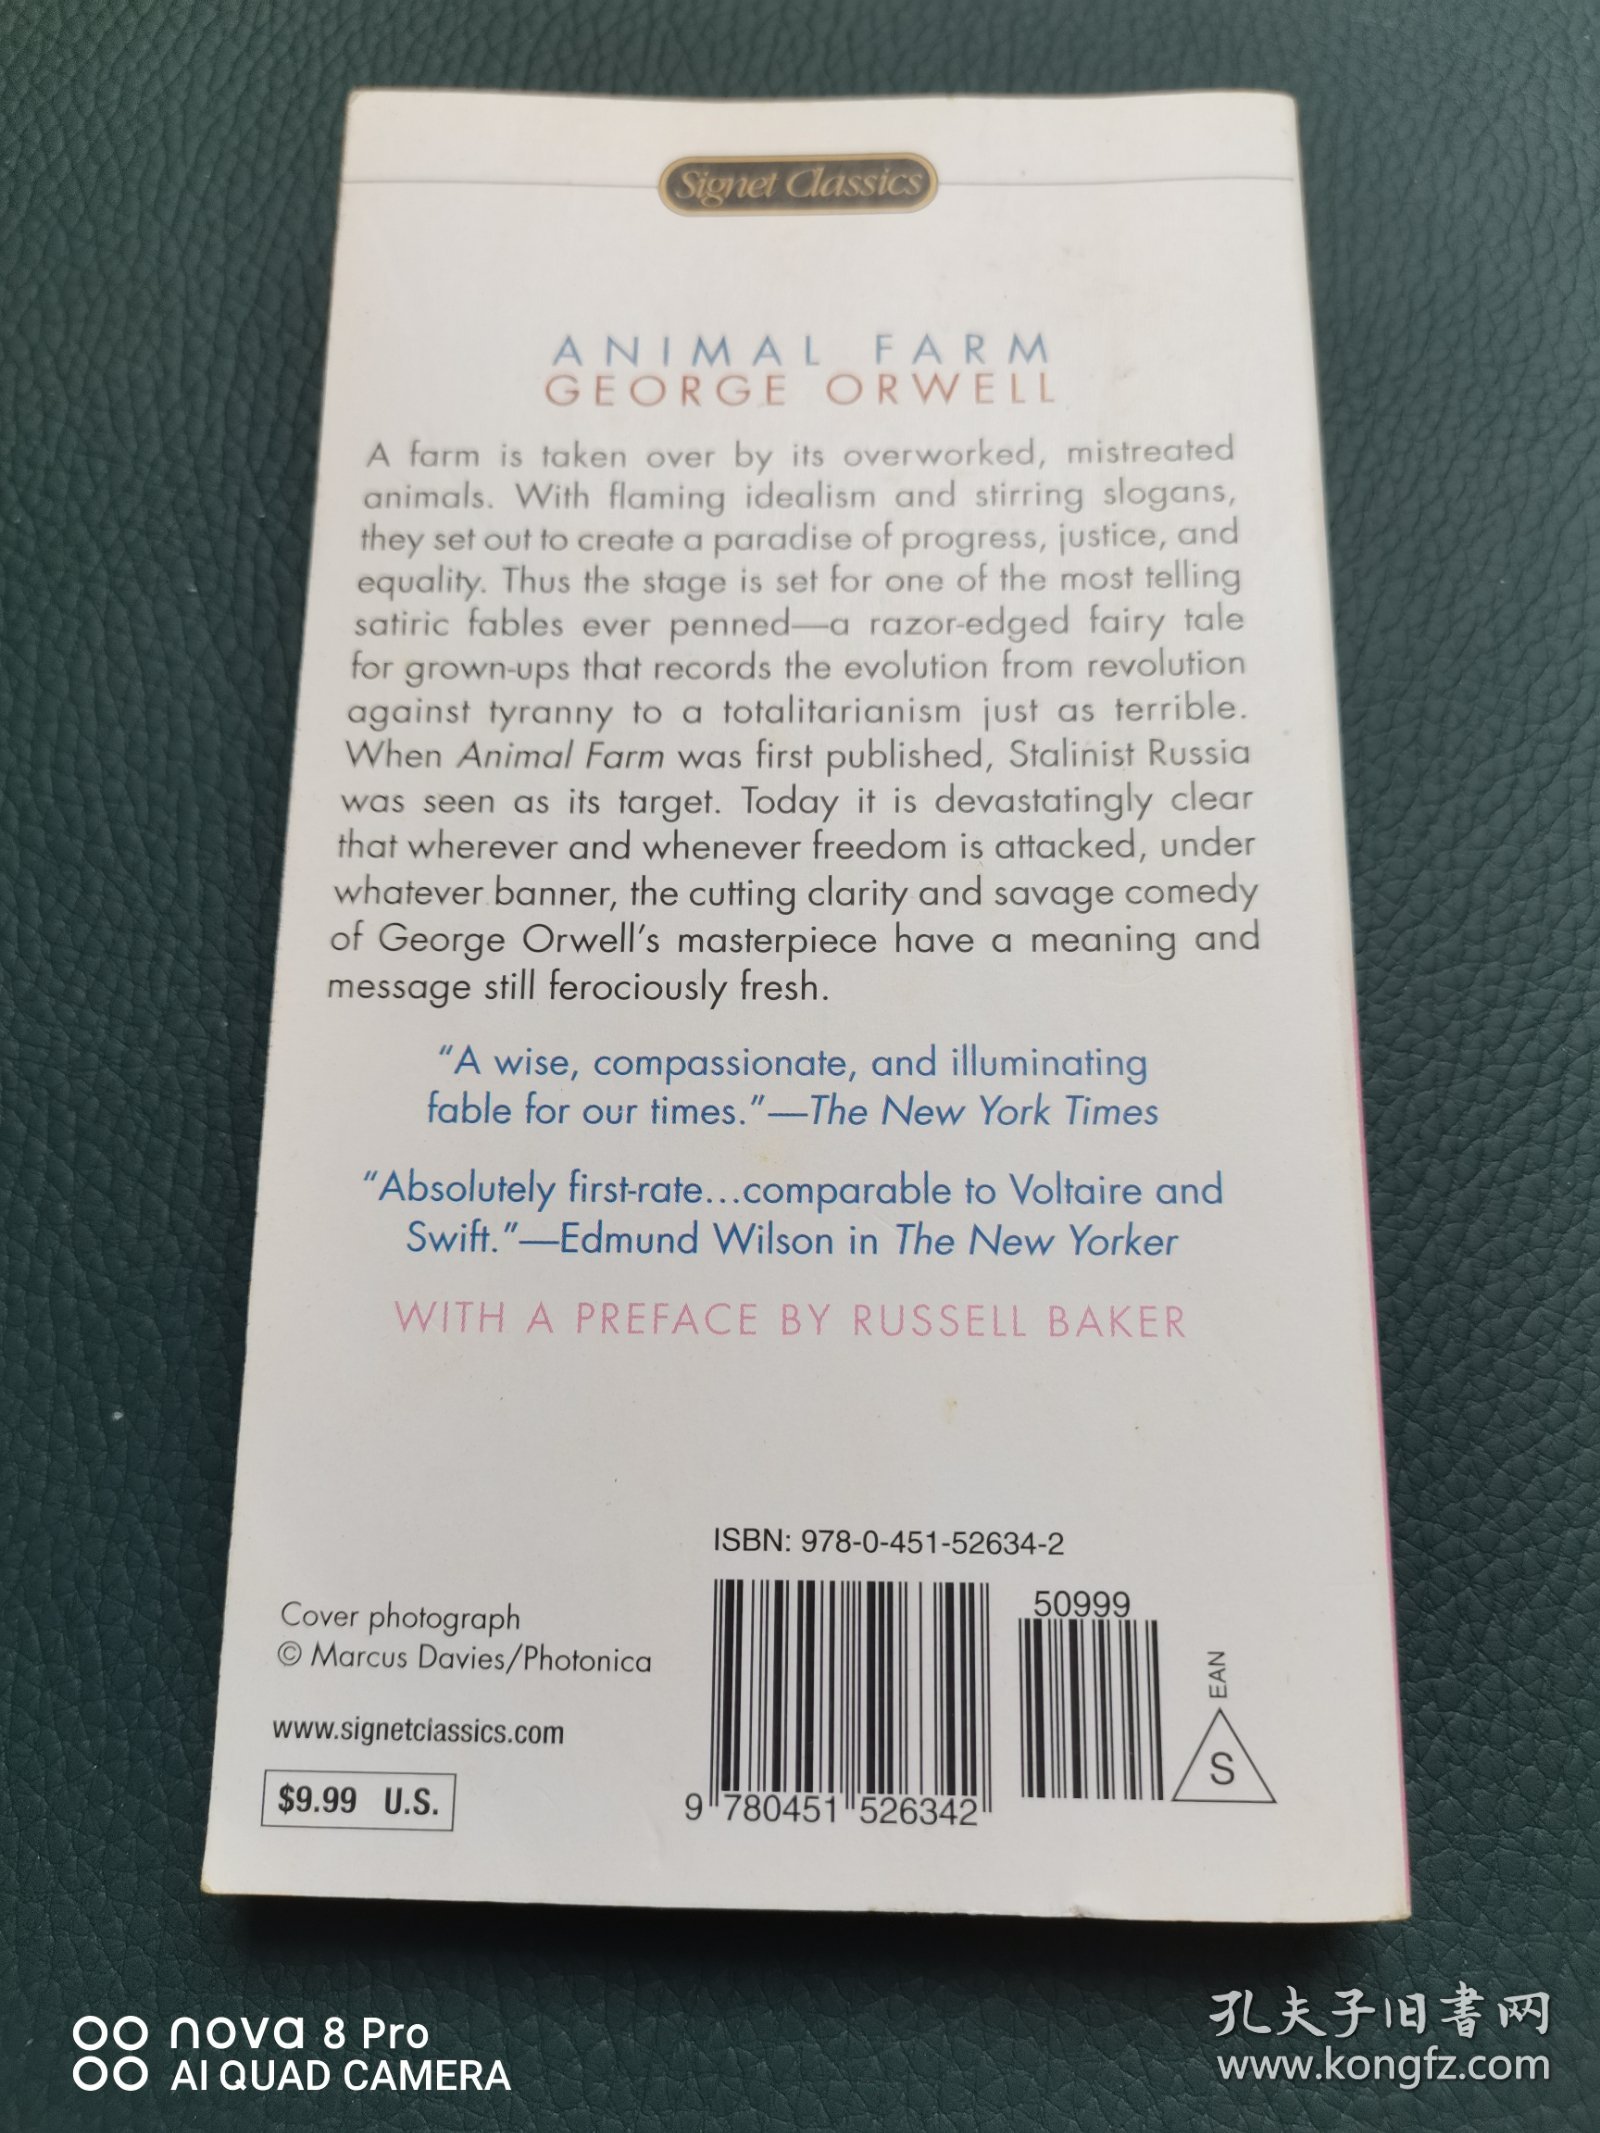 Signet Classics
ANIMAL FARM
GEORGE ORWELL
A farm is taken over by its overworked, mistreated
animals. With flaming idealism and stirring slogans,
they set out to create a paradise of progress, justice, and
equality. Thus the stage is set for one of the most telling
satiric fables ever penned—a razor-edged fairy tale
for grown-ups that records the evolution from revolution
against tyranny to a totalitarianism just as terrible.
When Animal Farm was first published, Stalinist Russia
was seen as its target. Today it is devastatingly clear
that wherever and whenever freedom is attacked, under
whatever banner, the cutting clarity and savage comedy
of George Orwell's masterpiece have a meaning and
message still ferociously fresh.
“A wise, compassionate, and illuminating
fable for our times.”—The New York Times
“Absolutely first-rate...comparable to Voltaire and
Swift.”—Edmund Wilson in The New Yorker
WITH A PREFACE BY RUSSELL BAKER
ISBN: 978-0-451-52634-2
50999
EAN
S
9 780451 526342
Cover photograph
© Marcus Davies/Photonica
www.signetclassics.com
$9.99 U.S.
nova 8 Pro
AI QUAD CAMERA
孔夫子旧书网
www.kongfz.com